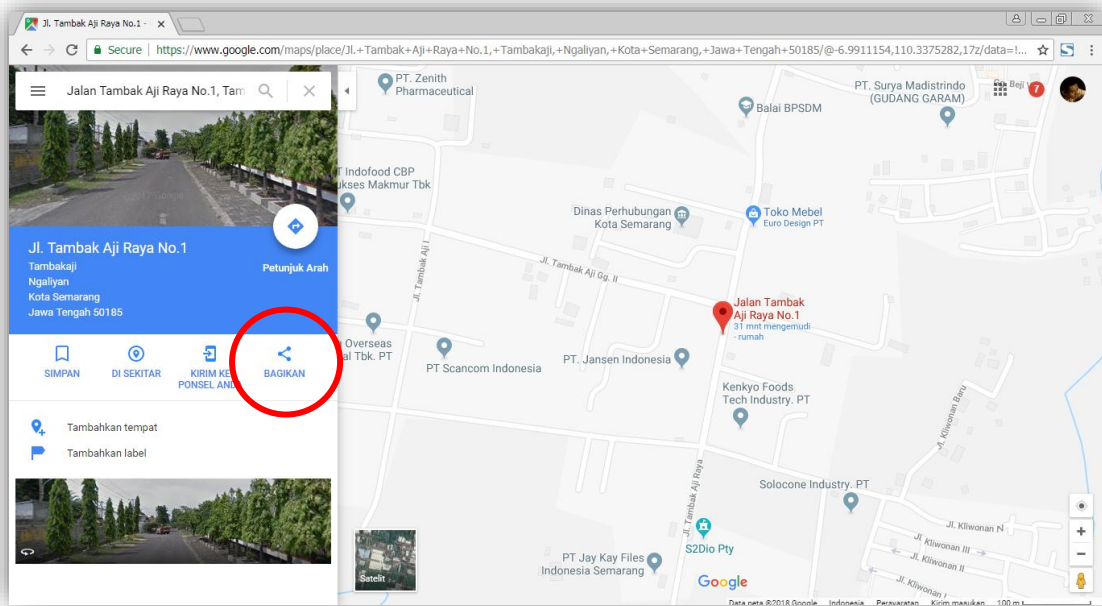 Jl. Tambak Aji Raya No.1 -
Secure
https://www.google.com/maps/place/Jl.+Tambak+Aji+Raya+No.1,+Tambakaji,+Ngaliyan,+Kota+Semarang,+Jawa+Tengah+50185/@-6.9911154,110.3375282,17z/data=!...
Jalan Tambak Aji Raya No.1, Tam
Jl. Tambak Aji Raya No.1
Tambakaji
Ngaliyan
Kota Semarang
Jawa Tengah 50185
Petunjuk Arah
SIMPAN
DI SEKITAR
KIRIM KE
PONSEL AND
BAGIKAN
Tambahkan tempat
Tambahkan label
PT. Zenith
Pharmaceutical
Balai BPSDM
PT. Surya Madistrindo
(GUDANG GARAM)
Beji
7
Indofood CBP
ukses Makmur Tbk
Dinas Perhubungan
Kota Semarang
Toko Mebel
Euro Design PT
Jl. Tambak Aji I
Jl. Tambak Aji Gg. II
Jalan Tambak
Aji Raya No.1
31 mnt mengemudi
- rumah
Overseas
al Tbk. PT
PT Scancom Indonesia
PT. Jansen Indonesia
Kenkyo Foods
Tech Industry. PT
Jl. Kliwonan Baru
Jl. Tambak Aji Raya
Solocone Industry. PT
S2Dio Pty
Jl. Kliwonan N
Jl. Kliwonan III
Jl. Kliwonan II
Jl. Kliwonan I
PT Jay Kay Files
Indonesia Semarang
Satelit
Google
Data peta ©2018 Google
Indonesia
Persyaratan
Kirim masukan
100 m